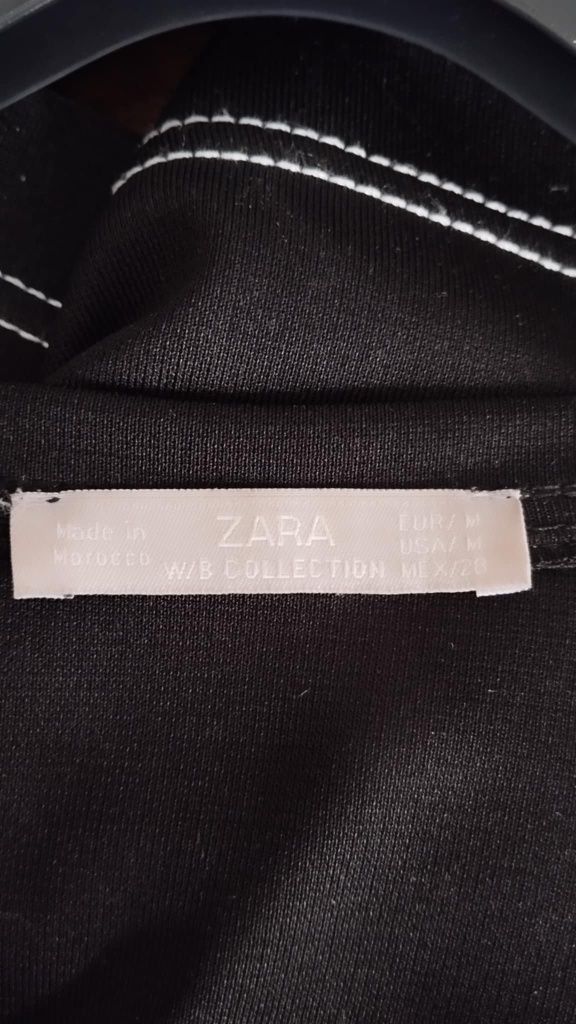 Made in
Morocco
ZARA
W/B COLLECTION
EUR/ M
USA/ M
MEX/28